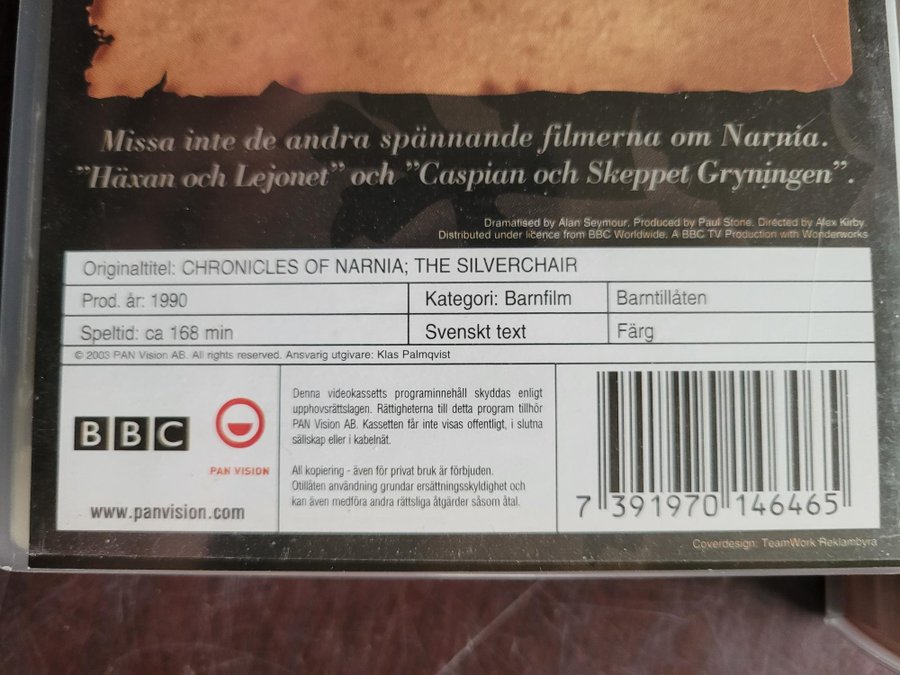 Missa inte de andra spännande filmerna om Narnia.
"Häxan och Lejonet" och "Caspian och Skeppet Gryningen".
Dramatised by Alan Seymour. Produced by Paul Stone. Directed by Alex Kirby.
Distributed under licence from BBC Worldwide. A BBC TV Production with Wonderworks
Originaltitel: CHRONICLES OF NARNIA; THE SILVERCHAIR
Prod. år: 1990 Kategori: Barnfilm Barntillåten
Speltid: ca 168 min Svenskt text Färg
© 2003 PAN Vision AB. All rights reserved. Ansvarig utgivare: Klas Palmqvist
BBC
PAN VISION
www.panvision.com
Denna videokassetts programinnehåll skyddas enligt
upphovsrättslagen. Rättigheterna till detta program tillhör
PAN Vision AB. Kassetten får inte visas offentligt, i slutna
sällskap eller i kabelnät.
All kopiering - även för privat bruk är förbjuden.
Otillåten användning grundar ersättningsskyldighet och
kan även medföra andra rättsliga åtgärder såsom åtal.
7 391970 146465
Coverdesign: TeamWork Reklambyra